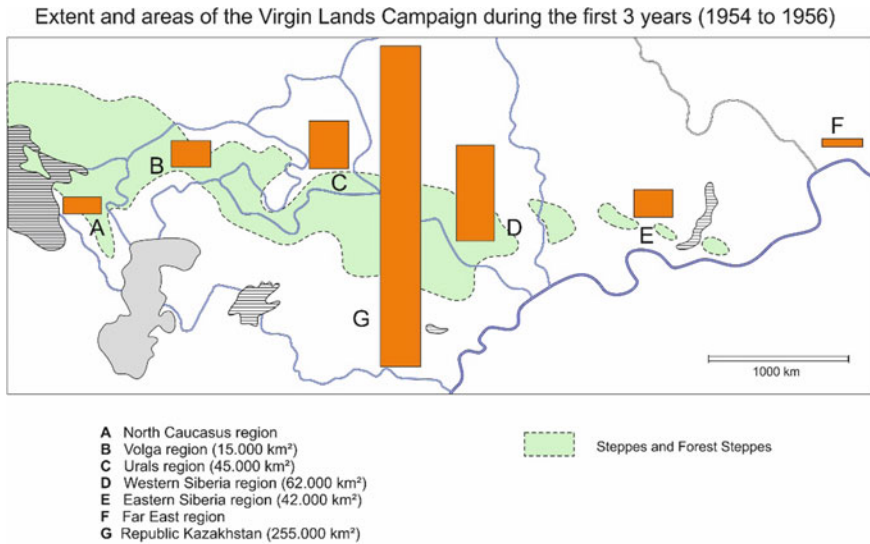 Extent and areas of the Virgin Lands Campaign during the first 3 years (1954 to 1956)
F
B
C
A
D
E
G
1000 km
A North Caucasus region
B Volga region (15.000 km²)
C Urals region (45.000 km²)
D Western Siberia region (62.000 km²)
E Eastern Siberia region (42.000 km²)
F Far East region
G Republic Kazakhstan (255.000 km²)
Steppes and Forest Steppes